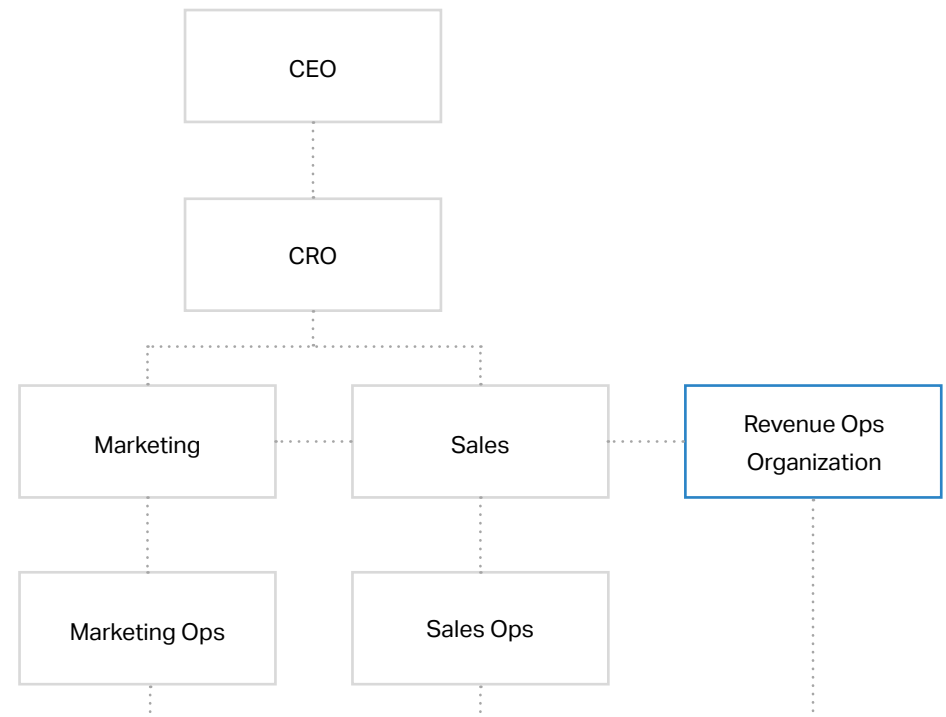 CEO
CRO
Marketing
Sales
Revenue Ops
Organization
Marketing Ops
Sales Ops